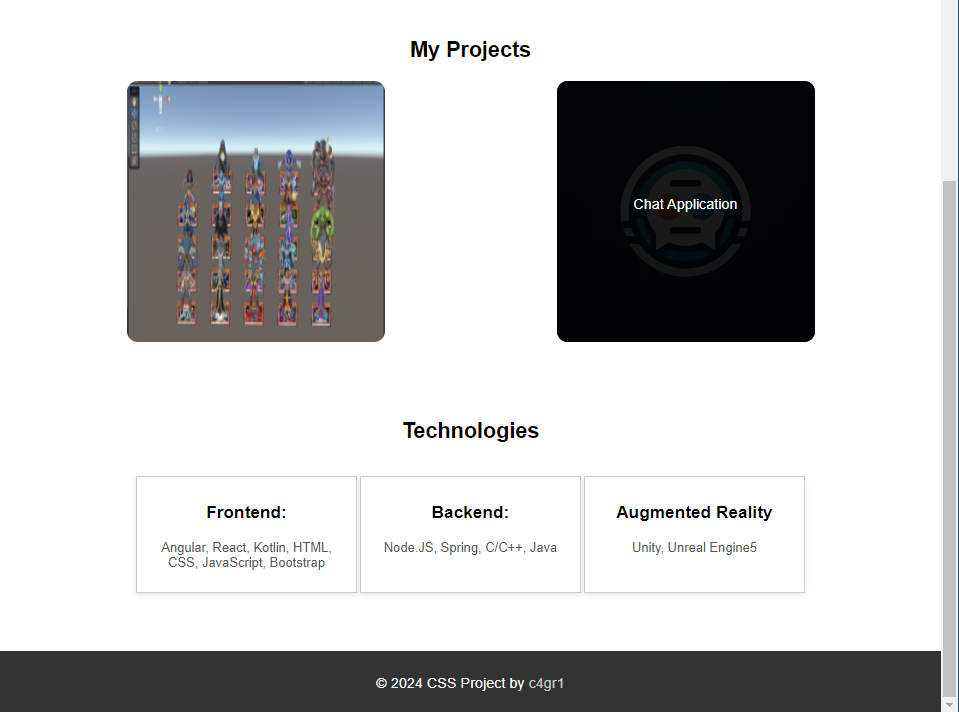 My Projects
Chat Application
Technologies
Frontend:
Angular, React, Kotlin, HTML,
CSS, JavaScript, Bootstrap
Backend:
Node.JS, Spring, C/C++, Java
Augmented Reality
Unity, Unreal Engine5
© 2024 CSS Project by c4gr1